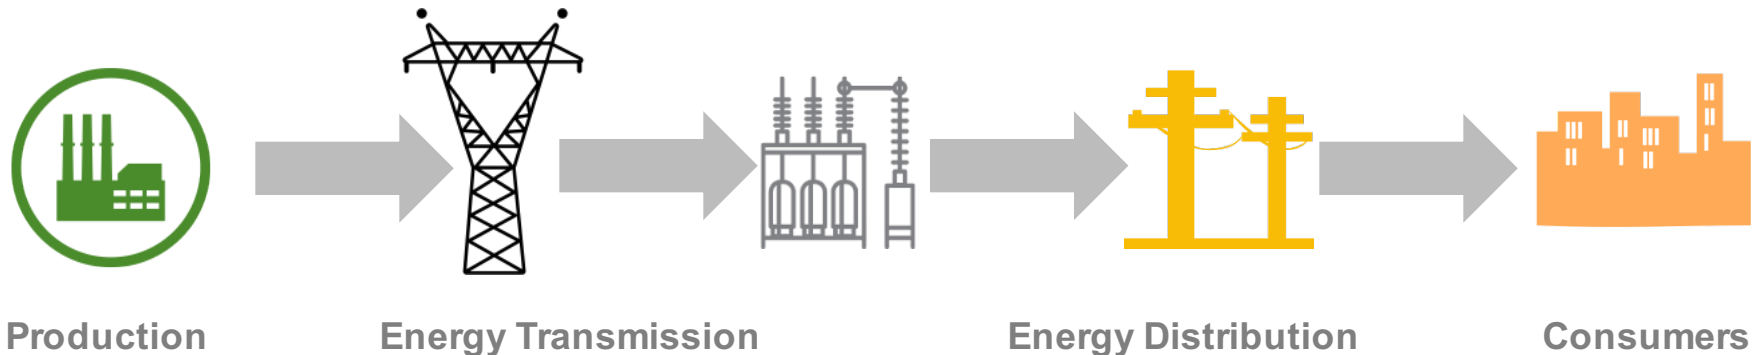 Production
Energy Transmission
Energy Distribution
Consumers